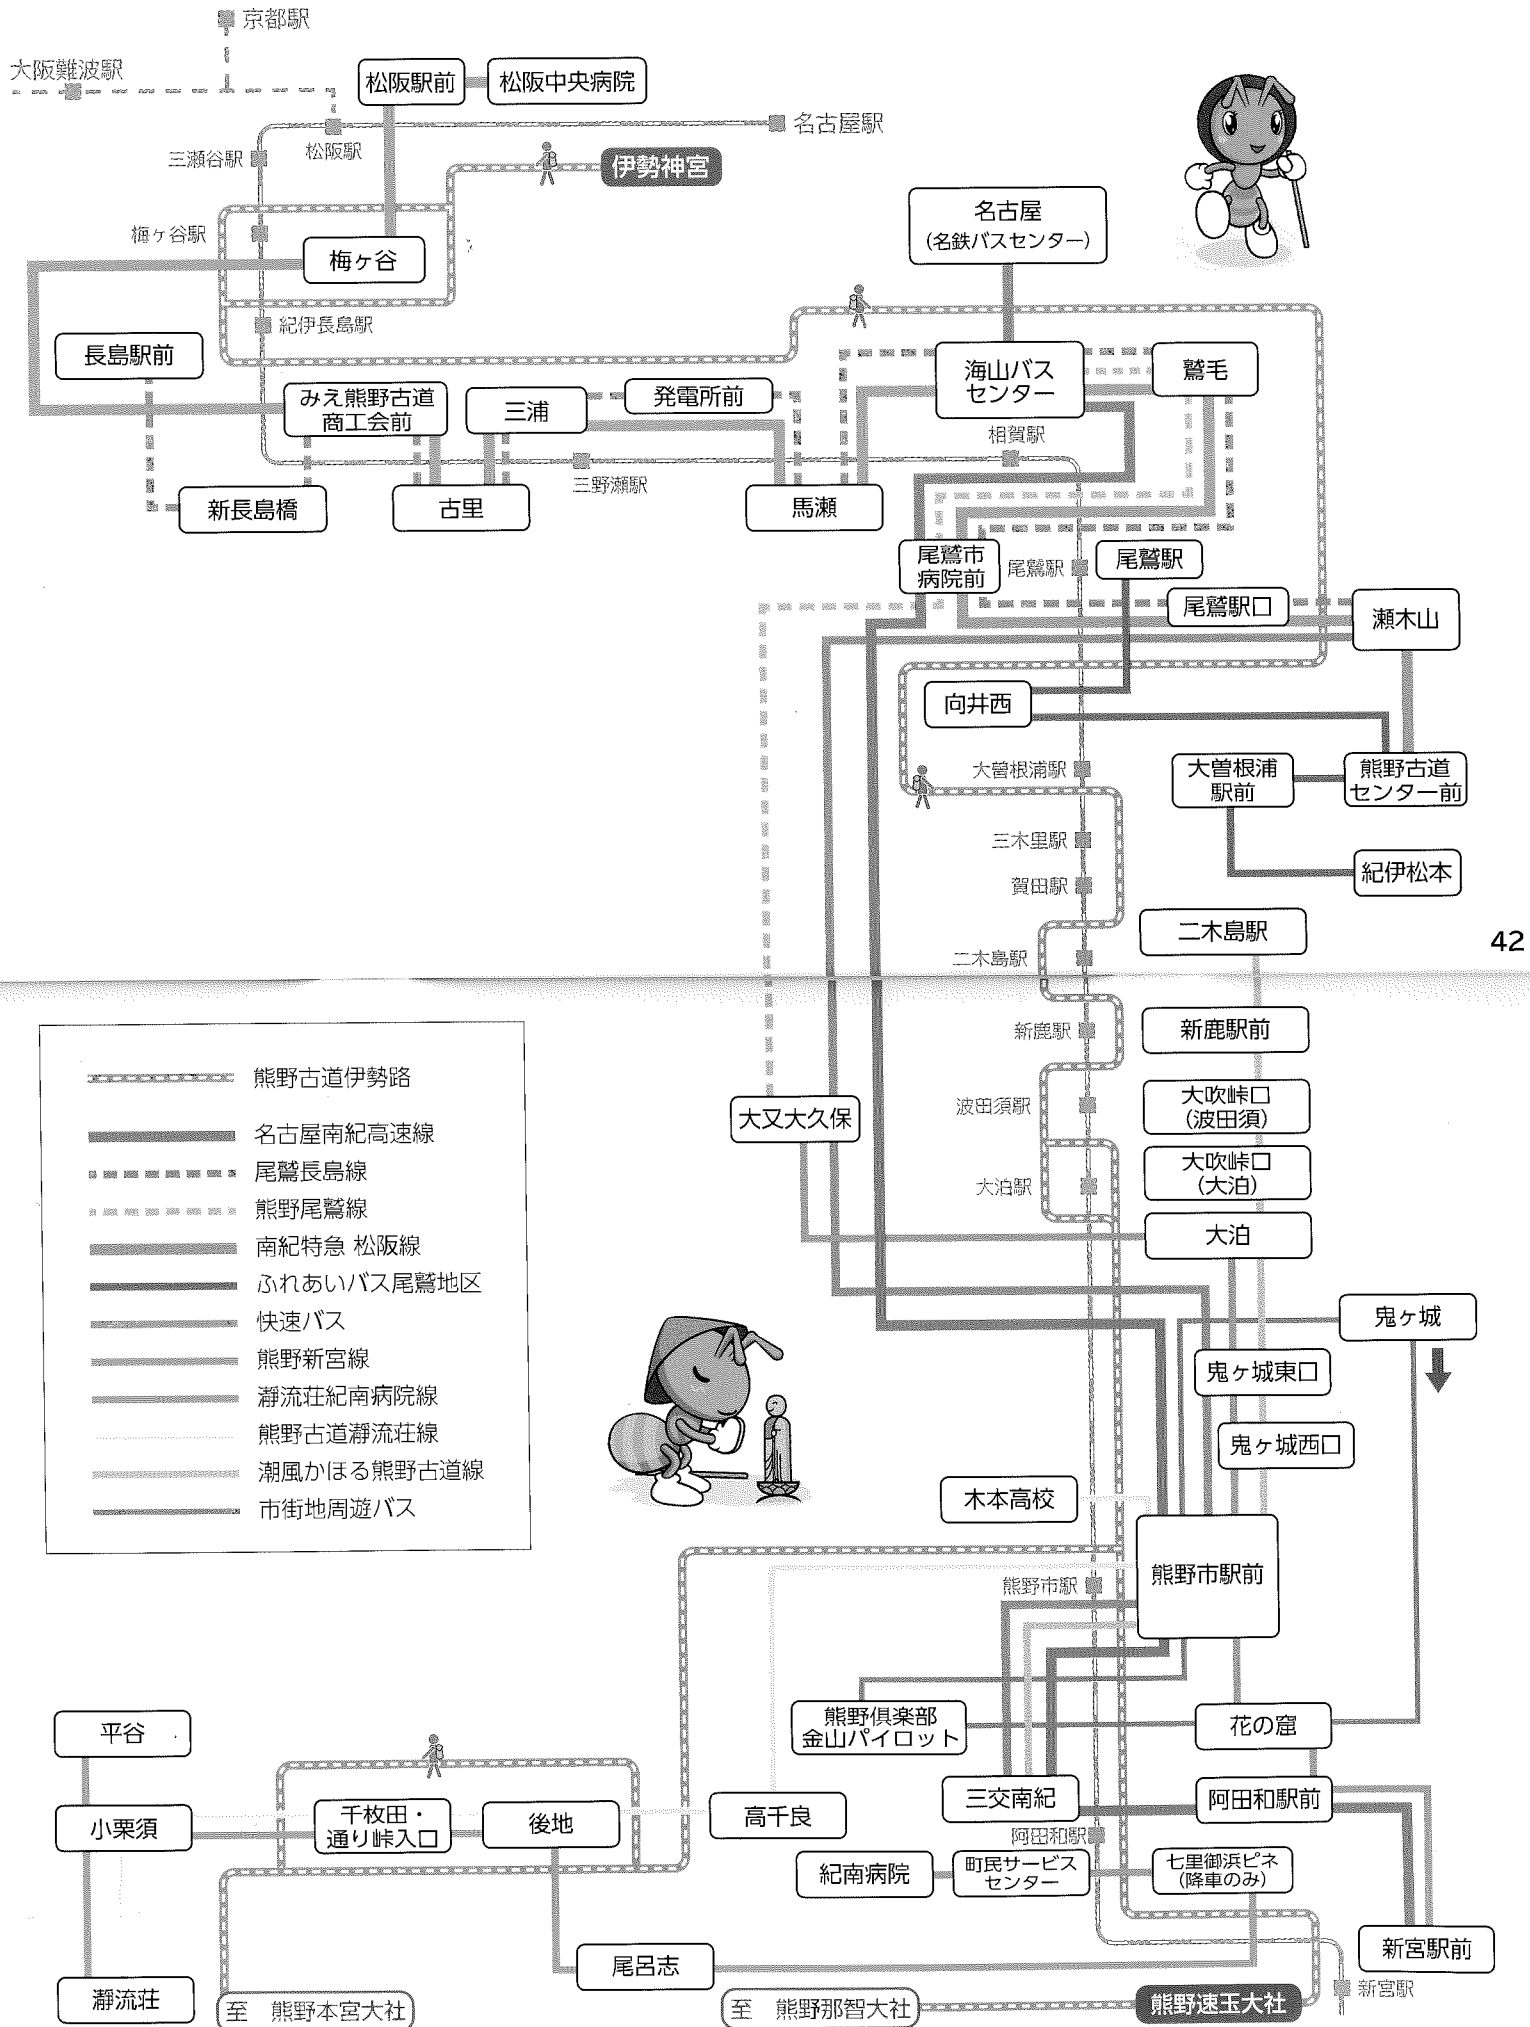 京都駅
大阪難波駅
松阪駅前
松阪中央病院
名古屋駅
三瀬谷駅
松阪駅
伊勢神宮
梅ヶ谷駅
梅ヶ谷
名古屋
(名鉄バスセンター)
紀伊長島駅
長島駅前
みえ熊野古道
商工会前
三浦
発電所前
海山バス
センター
鷲毛
相賀駅
新長島橋
古里
三野瀬駅
馬瀬
尾鷲市
病院前
尾鷲駅
尾鷲駅
尾鷲駅口
瀬木山
向井西
大曽根浦駅
大曽根浦
駅前
熊野古道
センター前
三木里駅
賀田駅
紀伊松本
二木島駅
二木島駅
42
新鹿駅
新鹿駅前
熊野古道伊勢路
名古屋南紀高速線
尾鷲長島線
熊野尾鷲線
南紀特急 松阪線
ふれあいバス尾鷲地区
快速バス
熊野新宮線
瀞流荘紀南病院線
熊野古道瀞流荘線
潮風かほる熊野古道線
市街地周遊バス
大又大久保
波田須駅
大吹峠口
(波田須)
大泊駅
大吹峠口
(大泊)
大泊
鬼ヶ城
鬼ヶ城東口
鬼ヶ城西口
木本高校
熊野市駅
熊野市駅前
熊野倶楽部
金山パイロット
花の窟
平谷
小栗須
千枚田・
通り峠入口
後地
高千良
三交南紀
阿田和駅前
阿田和駅
紀南病院
町民サービス
センター
七里御浜ピネ
(降車のみ)
新宮駅前
尾呂志
瀞流荘
至 熊野本宮大社
至 熊野那智大社
熊野速玉大社
新宮駅